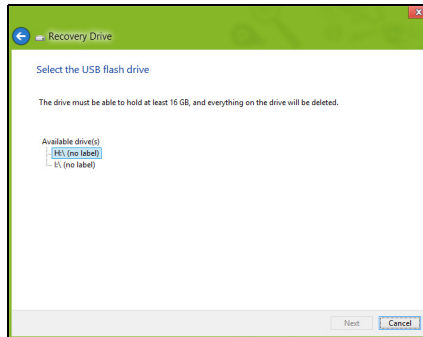 Recovery Drive
Select the USB flash drive
The drive must be able to hold at least 16 GB, and everything on the drive will be deleted.
Available drive(s)
H:\ (no label)
I:\ (no label)
Next
Cancel